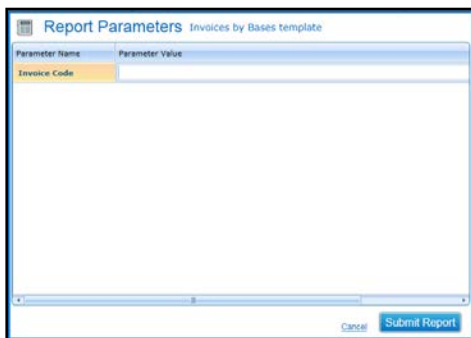 Report Parameters Invoices by Bases template
Parameter Name Parameter Value
Invoice Code
Cancel Submit Report